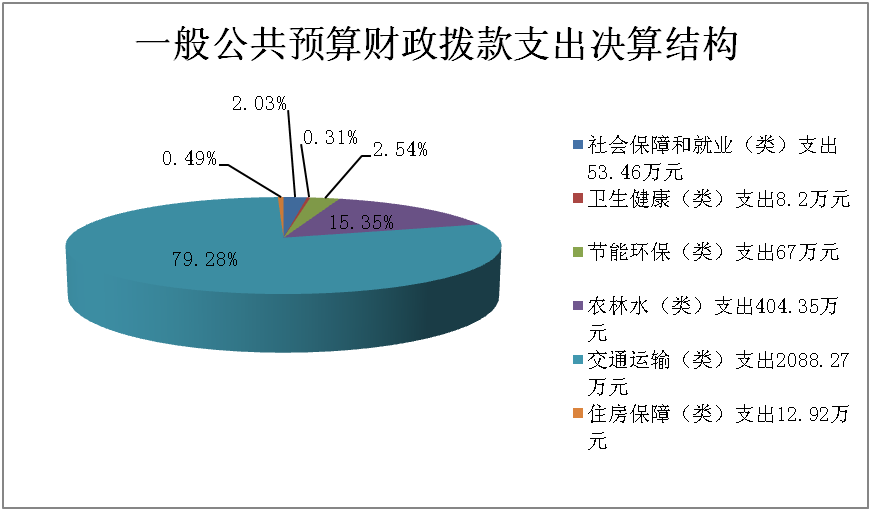 一般公共预算财政拨款支出决算结构
2.03%
0.31%
2.54%
0.49%
15.35%
79.28%
社会保障和就业（类）支出
53.46万元
卫生健康（类）支出8.2万元
节能环保（类）支出67万元
农林水（类）支出404.35万
元
交通运输（类）支出2088.27
万元
住房保障（类）支出12.92万
元